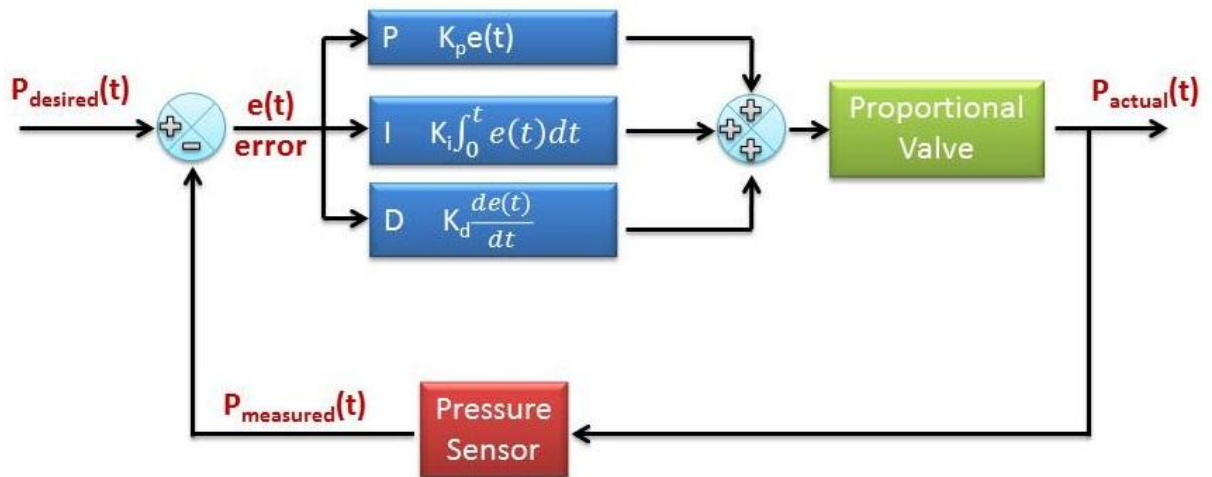 P_desired(t)
+
-
e(t)
error
P K_p e(t)
I K_i ∫_0^t e(t)dt
D K_d de(t)/dt
+
+
+
Proportional
Valve
P_actual(t)
P_measured(t)
Pressure
Sensor